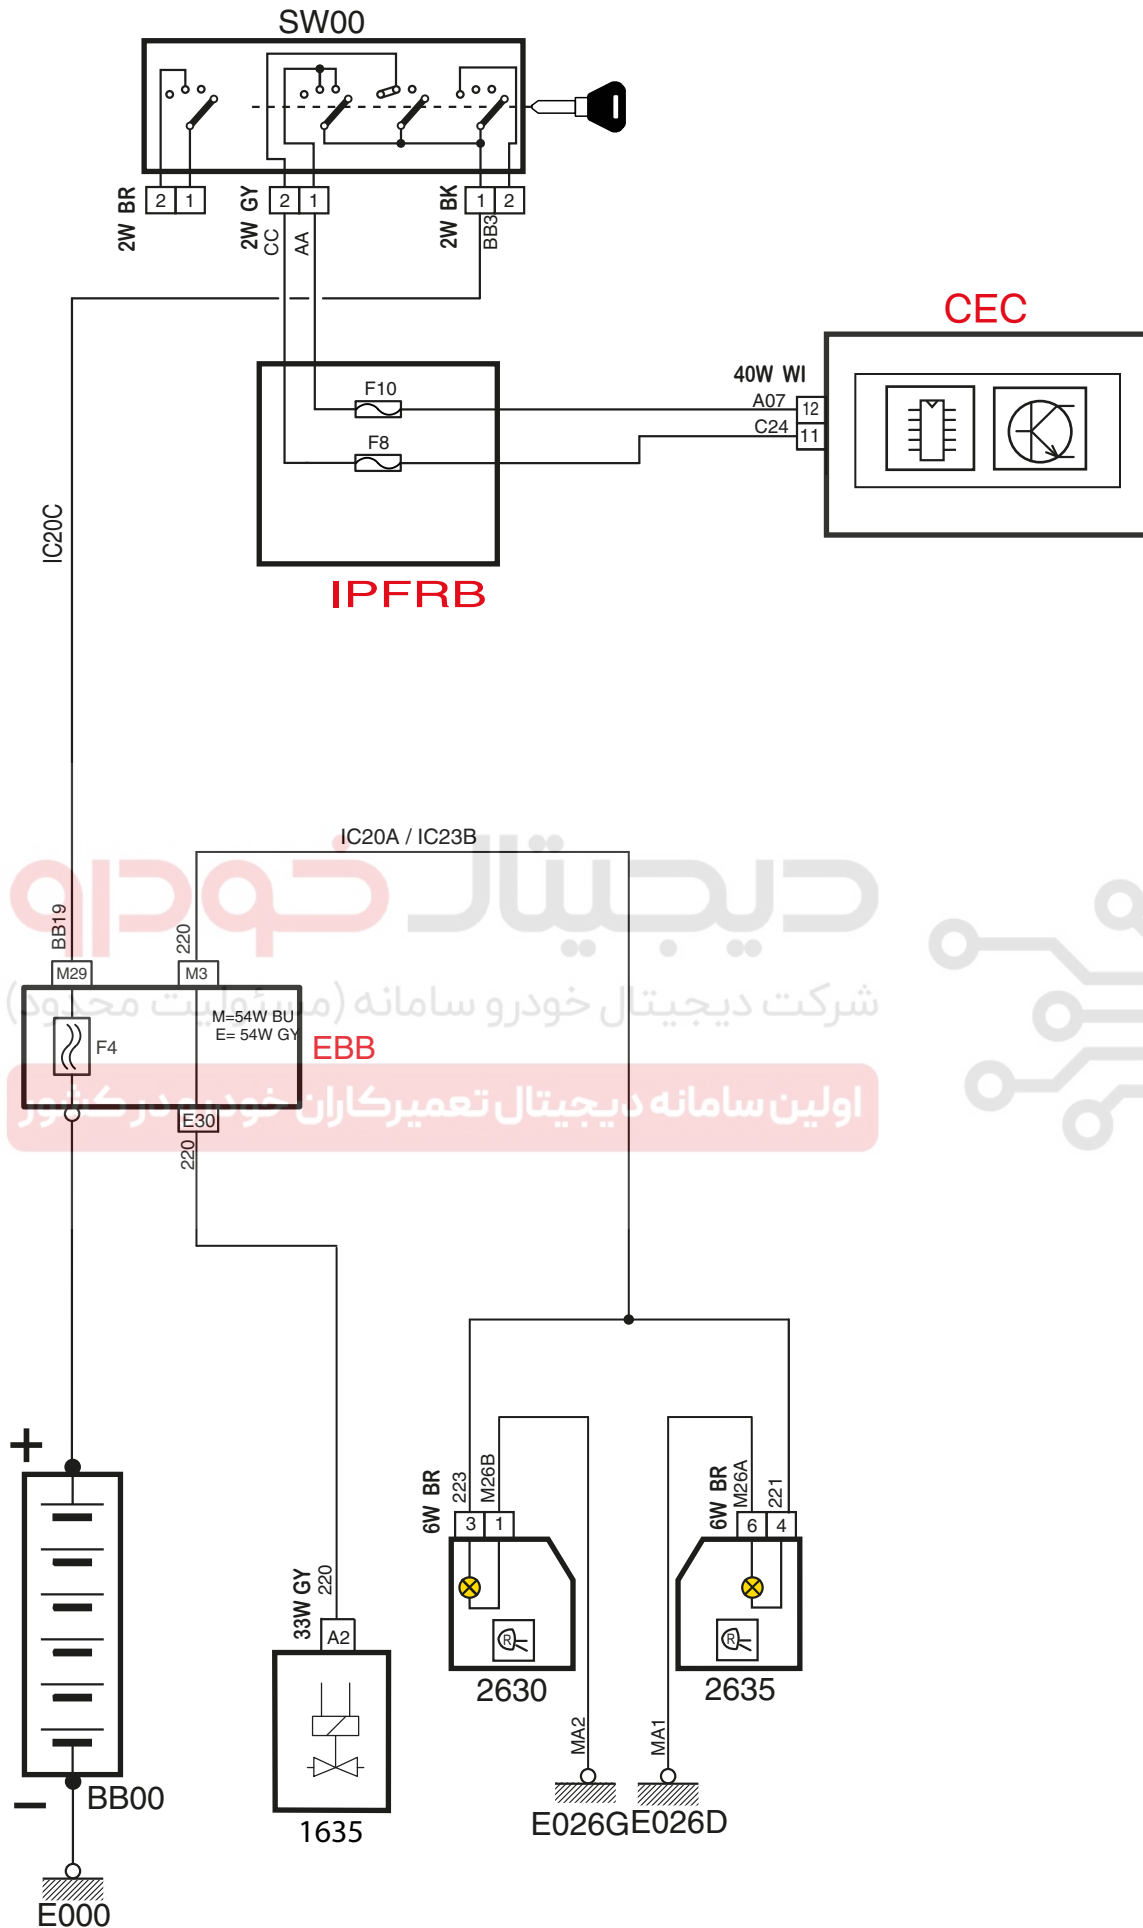 SW00
2W BR
2
1
2W GY
2
1
CC
AA
2W BK
1
2
BB3
CEC
40W WI
A07
12
C24
11
F10
F8
IPFRB
IC20C
IC20A / IC23B
دیجیتال خودرو
شرکت دیجیتال خودرو سامانه (مسئولیت محدود)
اولین سامانه دیجیتال تعمیرکاران خودرو در کشور
BB19
220
M29
M3
M=54W BU
E= 54W GY
F4
EBB
E30
220
+
6W BR
223
M26B
3
1
6W BR
M26A
221
6
4
33W GY
220
A2
R
R
2630
2635
MA2
MA1
–
BB00
1635
E026G
E026D
E000